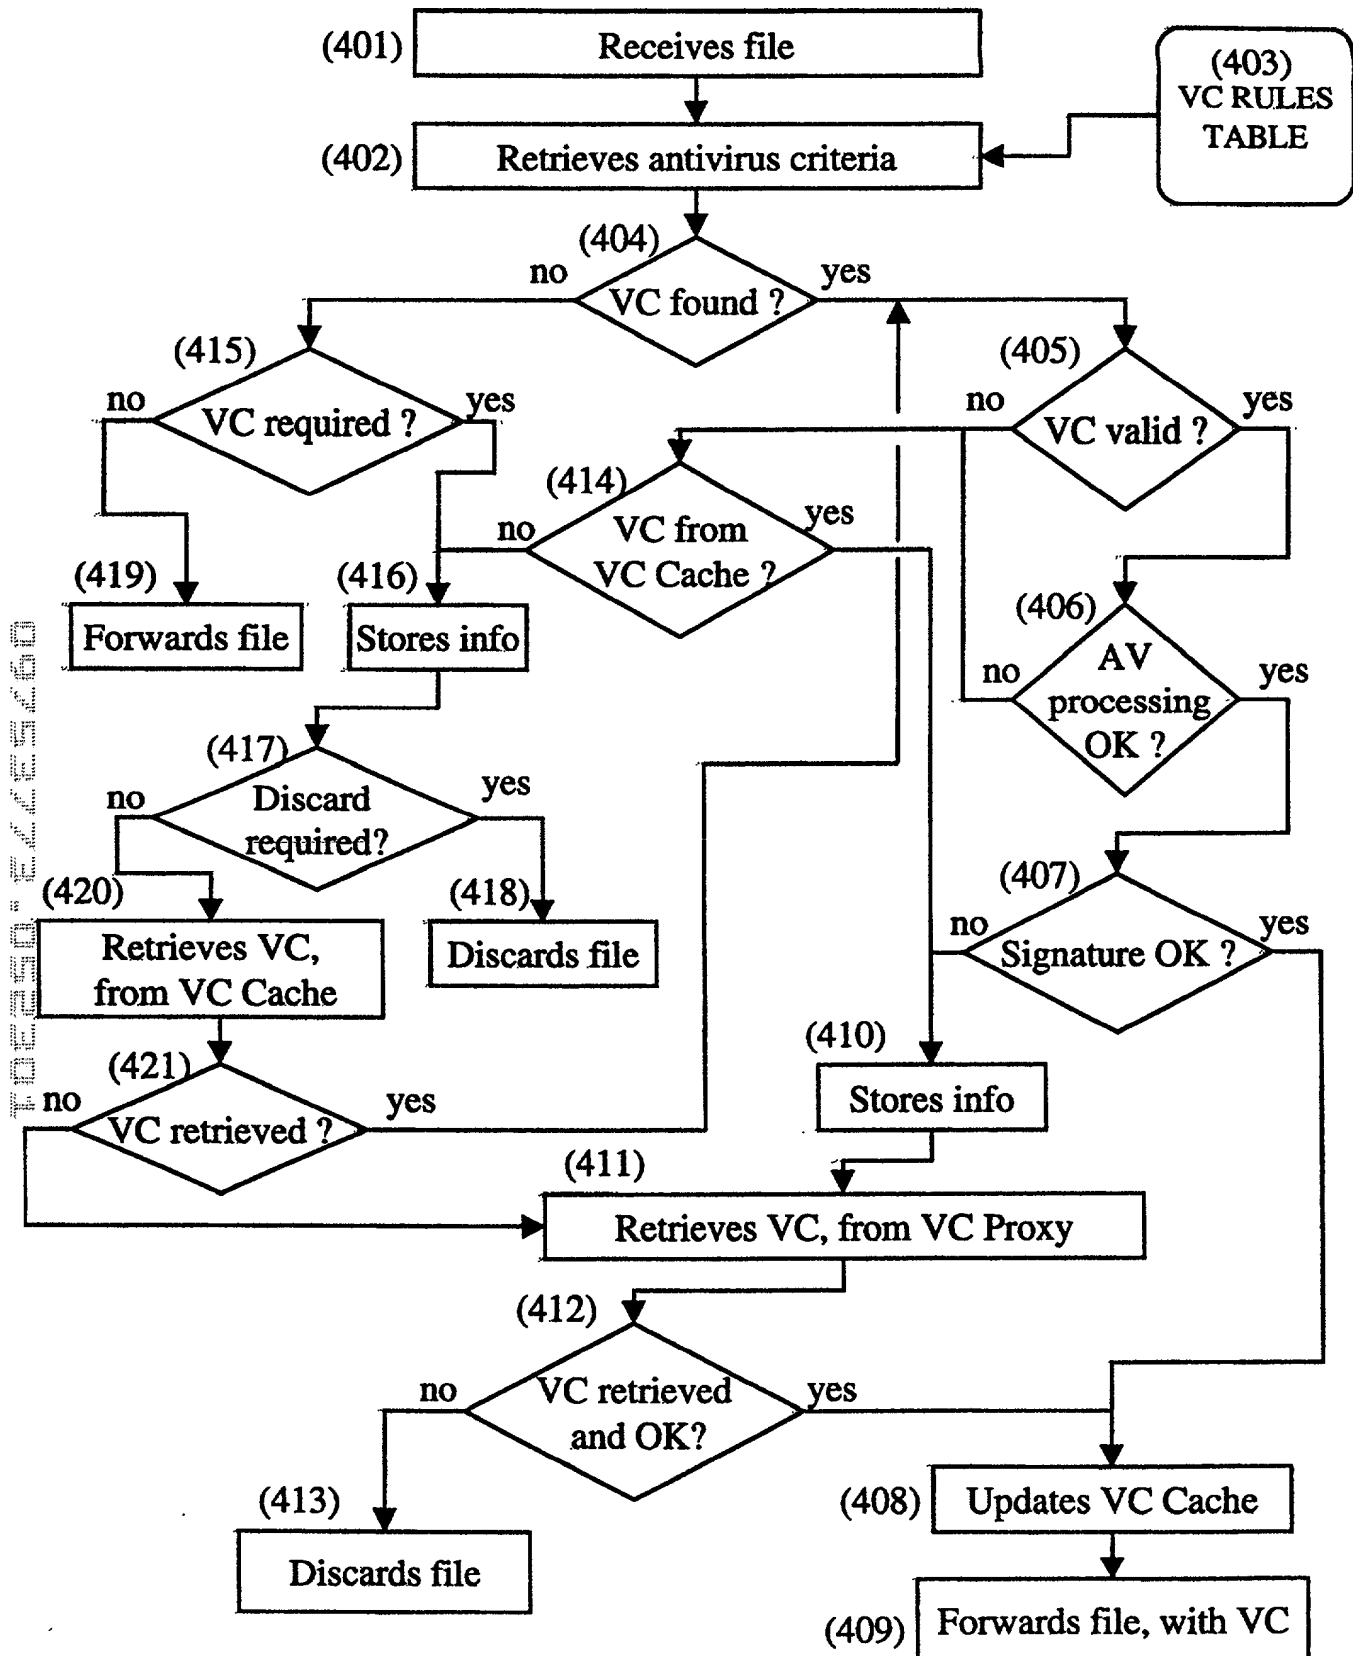 (401)
Receives file
(403)
VC RULES
TABLE
(402)
Retrieves antivirus criteria
(404)
no
yes
VC found ?
(415)
(405)
no
yes
VC required ?
no
yes
VC valid ?
(414)
no
yes
VC from
VC Cache ?
(419)
(416)
(406)
Forwards file
Stores info
AV
processing
OK ?
no
yes
(417)
no
yes
Discard
required?
(420)
(418)
(407)
no
yes
Retrieves VC,
from VC Cache
Discards file
Signature OK ?
(410)
(421)
no
yes
VC retrieved ?
Stores info
(411)
Retrieves VC, from VC Proxy
(412)
no
yes
VC retrieved
and OK?
(413)
(408)
Updates VC Cache
Discards file
(409)
Forwards file, with VC